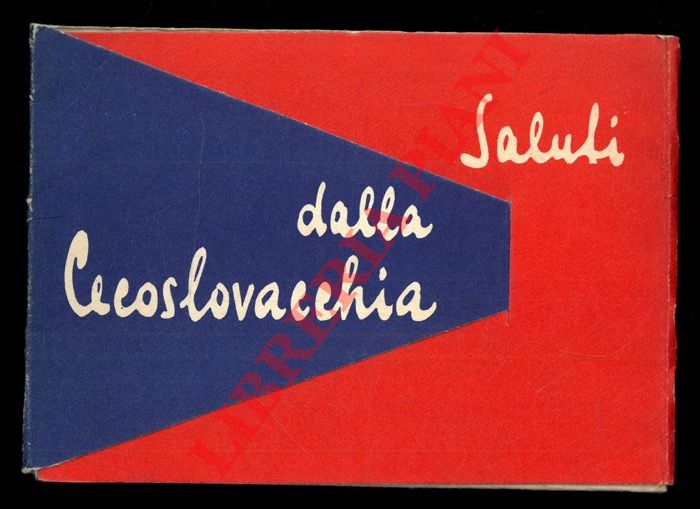 Saluti
dalla
Cecoslovacchia
LIBRERIA PIANI